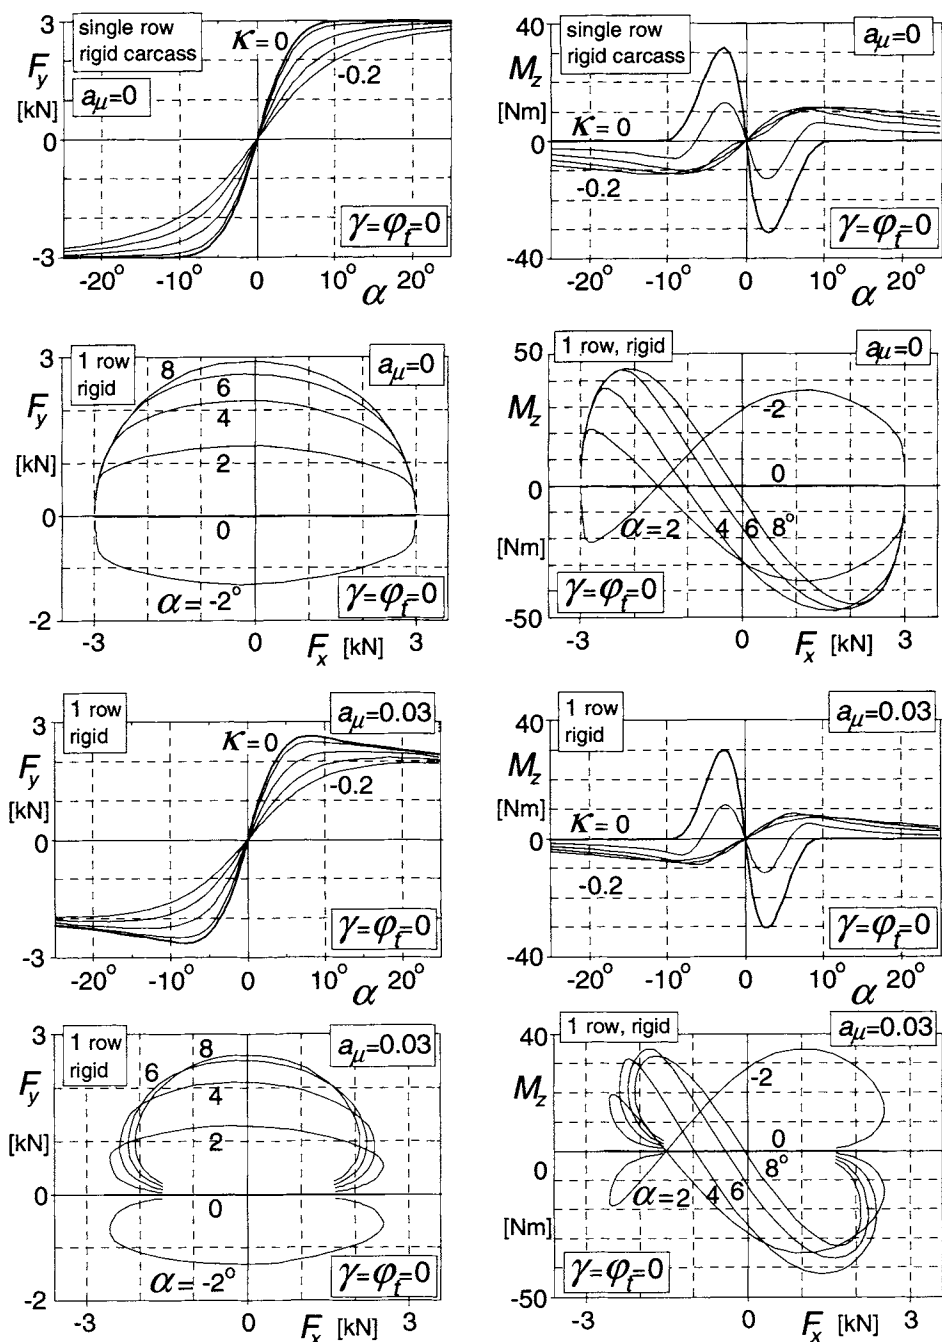 3
F_y
[kN]
0
-3
single row
rigid carcass
a_μ=0
κ=0
-0.2
γ=φ_t=0
-20° -10° 0 10° 20°
α
40
M_z
[Nm]
0
-40
single row
rigid carcass
a_μ=0
κ=0
-0.2
γ=φ_t=0
-20° -10° 0 10° 20°
α
3
F_y
[kN]
0
-2
1 row
rigid
a_μ=0
8
6
4
2
0
α=-2°
γ=φ_t=0
-3 0 3
F_x [kN]
50
M_z
0
[Nm]
-50
1 row, rigid
a_μ=0
-2
0
α=2 4 6 8°
γ=φ_t=0
-3 0 3
F_x [kN]
3
F_y
[kN]
0
-3
1 row
rigid
a_μ=0.03
κ=0
-0.2
γ=φ_t=0
-20° -10° 0 10° 20°
α
40
M_z
[Nm]
0
-40
1 row
rigid
a_μ=0.03
κ=0
-0.2
γ=φ_t=0
-20° -10° 0 10° 20°
α
3
F_y
[kN]
0
-2
1 row
rigid
a_μ=0.03
8
6
4
2
0
α=-2°
γ=φ_t=0
-3 0 3
F_x [kN]
40
M_z
0
[Nm]
-50
1 row, rigid
a_μ=0.03
-2
0
α=2 4 6 8°
γ=φ_t=0
-3 0 3
F_x [kN]